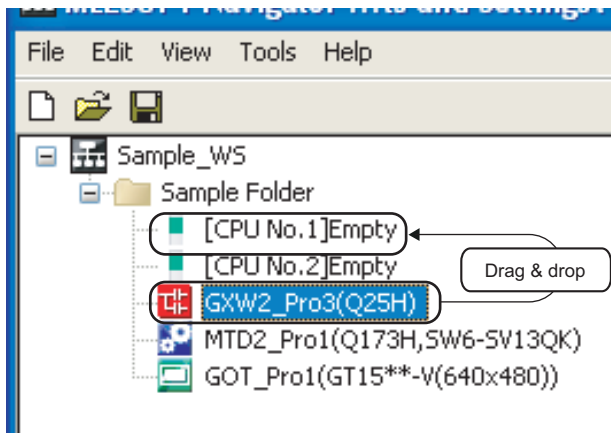 File Edit View Tools Help
Sample_WS
Sample Folder
[CPU No.1]Empty
[CPU No.2]Empty
Drag & drop
GXW2_Pro3(Q25H)
MTD2_Pro1(Q173H,SW6-SV13QK)
GOT_Pro1(GT15**-V(640x480))